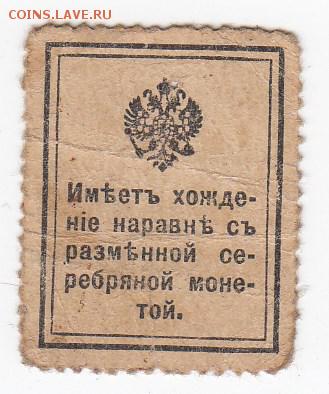 COINS.LAVE.RU
Имѣетъ хожде-
ніе наравнѣ съ
размѣнной се-
ребряной моне-
той.